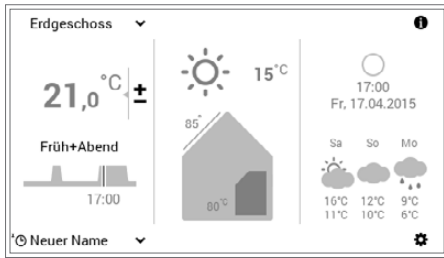 Erdgeschoss
21,0 °C ±
Früh+Abend
17:00
Neuer Name
15°C
85°
80°C
17:00
Fr, 17.04.2015
Sa So Mo
16°C 12°C 9°C
11°C 10°C 6°C